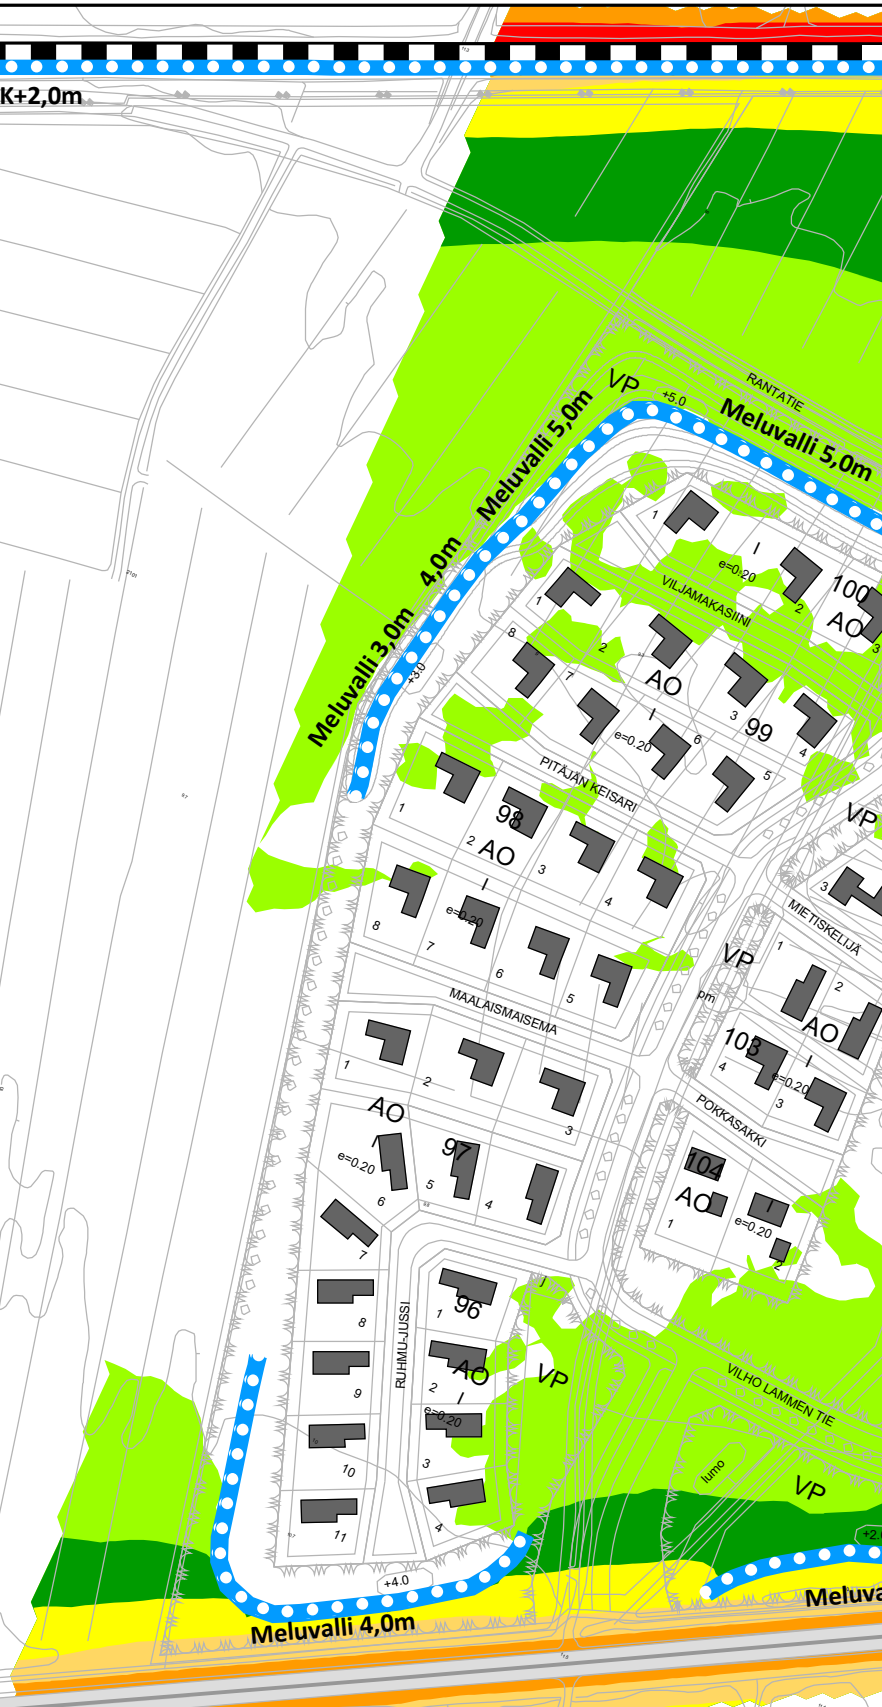 K+2,0m
RANTATIE
VP
+5.0
Meluvalli 5,0m
Meluvalli 5,0m
1
I
e=0.20
4,0m
VILJAMAKASIINI
2
100
AO
3
1
8
2
7
AO
Meluvalli 3,0m
+3.0
I
e=0.20
6
3
99
4
5
PITÄJÄN KEISARI
VP
1
98
2
AO
3
4
I
e=0.20
8
7
6
5
3
MIETISKELIJÄ
VP
1
2
pm
AO
MAALAISMAISEMA
103
4
I
e=0.20
3
1
2
3
POKKASAKKI
AO
I
e=0.20
97
5
4
6
104
AO
1
I
e=0.20
2
7
8
RUHMU-JUSSI
96
1
J
AO
2
I
e=0.20
VP
9
3
10
VILHO LAMMEN TIE
lumo
VP
4
11
+4.0
Meluvalli 4,0m
+2.
Meluva